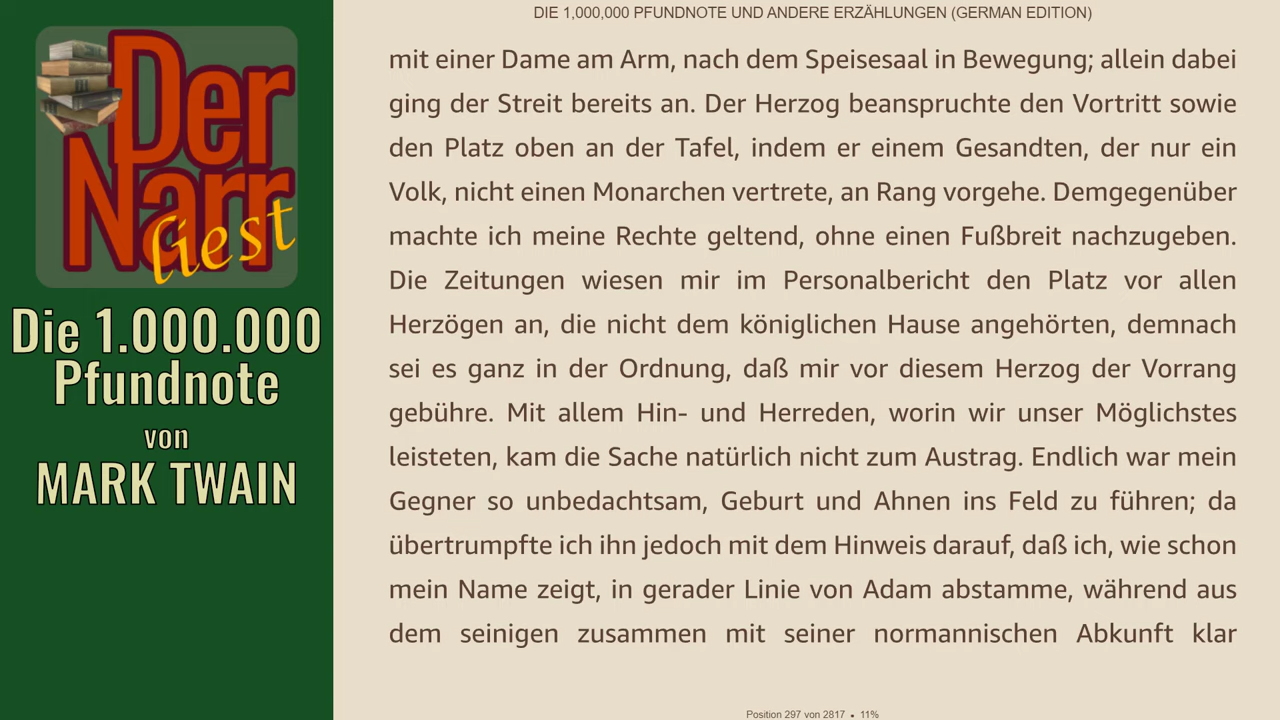 Der
Narr
liest
Die 1.000.000
Pfundnote
von
MARK TWAIN
DIE 1,000,000 PFUNDNOTE UND ANDERE ERZÄHLUNGEN (GERMAN EDITION)
mit einer Dame am Arm, nach dem Speisesaal in Bewegung; allein dabei
ging der Streit bereits an. Der Herzog beanspruchte den Vortritt sowie
den Platz oben an der Tafel, indem er einem Gesandten, der nur ein
Volk, nicht einen Monarchen vertrete, an Rang vorgehe. Demgegenüber
machte ich meine Rechte geltend, ohne einen Fußbreit nachzugeben.
Die Zeitungen wiesen mir im Personalbericht den Platz vor allen
Herzögen an, die nicht dem königlichen Hause angehörten, demnach
sei es ganz in der Ordnung, daß mir vor diesem Herzog der Vorrang
gebühre. Mit allem Hin- und Herreden, worin wir unser Möglichstes
leisteten, kam die Sache natürlich nicht zum Austrag. Endlich war mein
Gegner so unbedachtsam, Geburt und Ahnen ins Feld zu führen; da
übertrumpfte ich ihn jedoch mit dem Hinweis darauf, daß ich, wie schon
mein Name zeigt, in gerader Linie von Adam abstamme, während aus
dem seinigen zusammen mit seiner normannischen Abkunft klar
Position 297 von 2817 • 11%